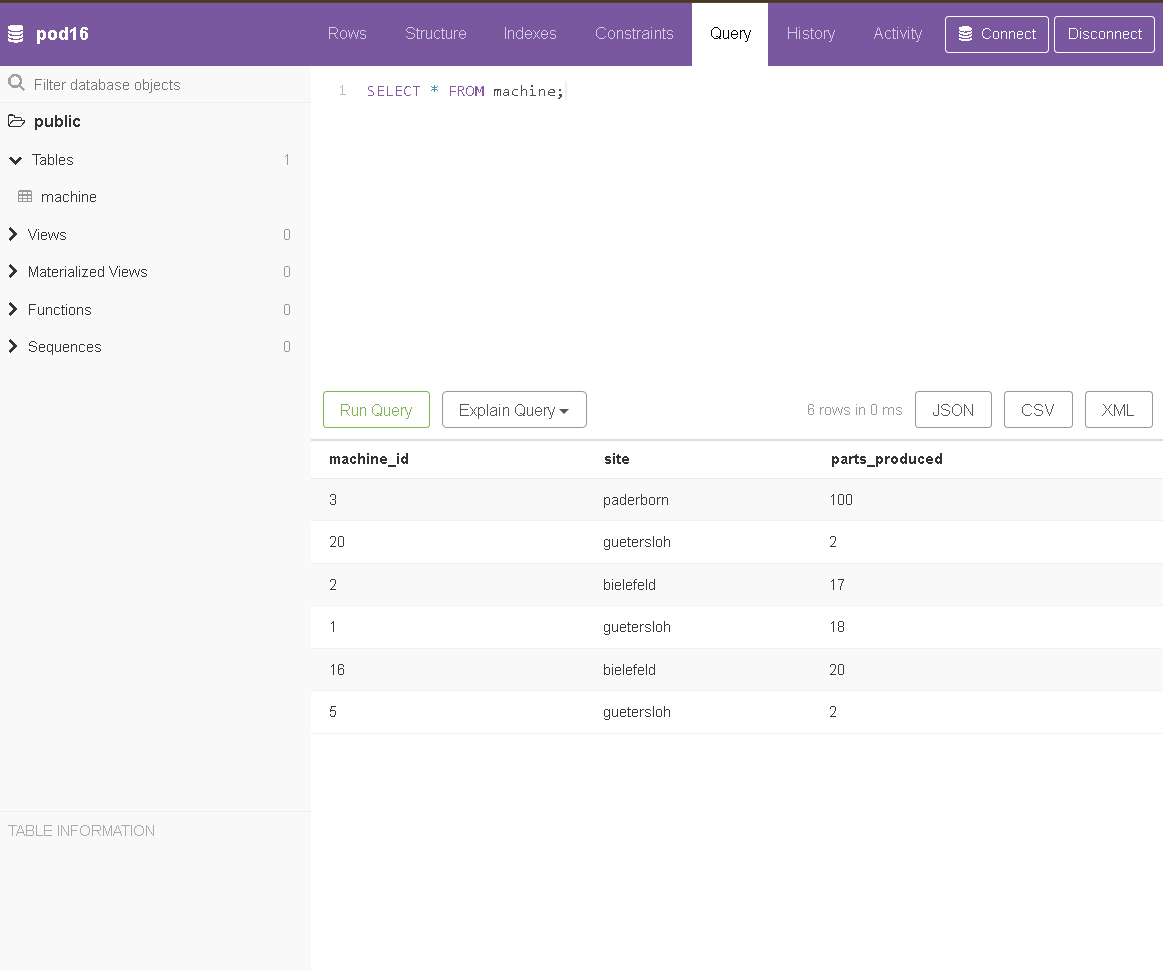 pod16 Rows Structure Indexes Constraints Query History Activity Connect Disconnect
Filter database objects
public
Tables 1
machine
Views 0
Materialized Views 0
Functions 0
Sequences 0
TABLE INFORMATION
1 SELECT * FROM machine;
Run Query Explain Query 6 rows in 0 ms JSON CSV XML
machine_id site parts_produced
3 paderborn 100
20 guetersloh 2
2 bielefeld 17
1 guetersloh 18
16 bielefeld 20
5 guetersloh 2